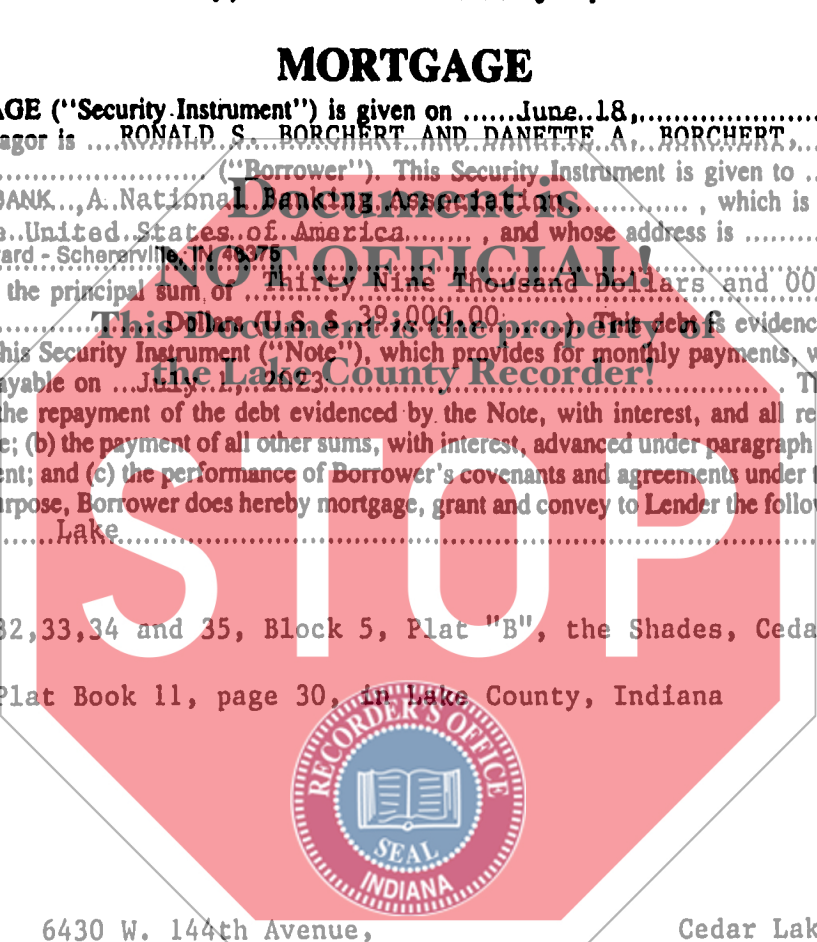 MORTGAGE
AGE ("Security Instrument") is given on ......June..18,....................
agor is ....RONALD S. BORCHERT AND DANETTE A. BORCHERT,
............................ ("Borrower"). This Security Instrument is given to ..
BANK..,A National Banking Association.................. , which is
..United States of America........ , and whose address is .........
ard - Schererville, IN 46375
the principal sum of ..Thirty Nine Thousand Dollars and 00
.................... Dollars (U.S. $..39,000.00........). This debt is evidenc
his Security Instrument ("Note"), which provides for monthly payments, w
ayable on ...July 1,..2023.......................................................... . T
the repayment of the debt evidenced by the Note, with interest, and all re
e; (b) the payment of all other sums, with interest, advanced under paragraph
ent; and (c) the performance of Borrower's covenants and agreements under t
urpose, Borrower does hereby mortgage, grant and convey to Lender the follo
......Lake..........................................................................
Document is
NOT OFFICIAL!
This Document is the property of
the Lake County Recorder!
STOP
32,33,34 and 35, Block 5, Plat "B", the Shades, Ceda
Plat Book 11, page 30, in Lake County, Indiana
RECORDER'S OFFICE
SEAL
INDIANA
6430 W. 144th Avenue, Cedar Lak